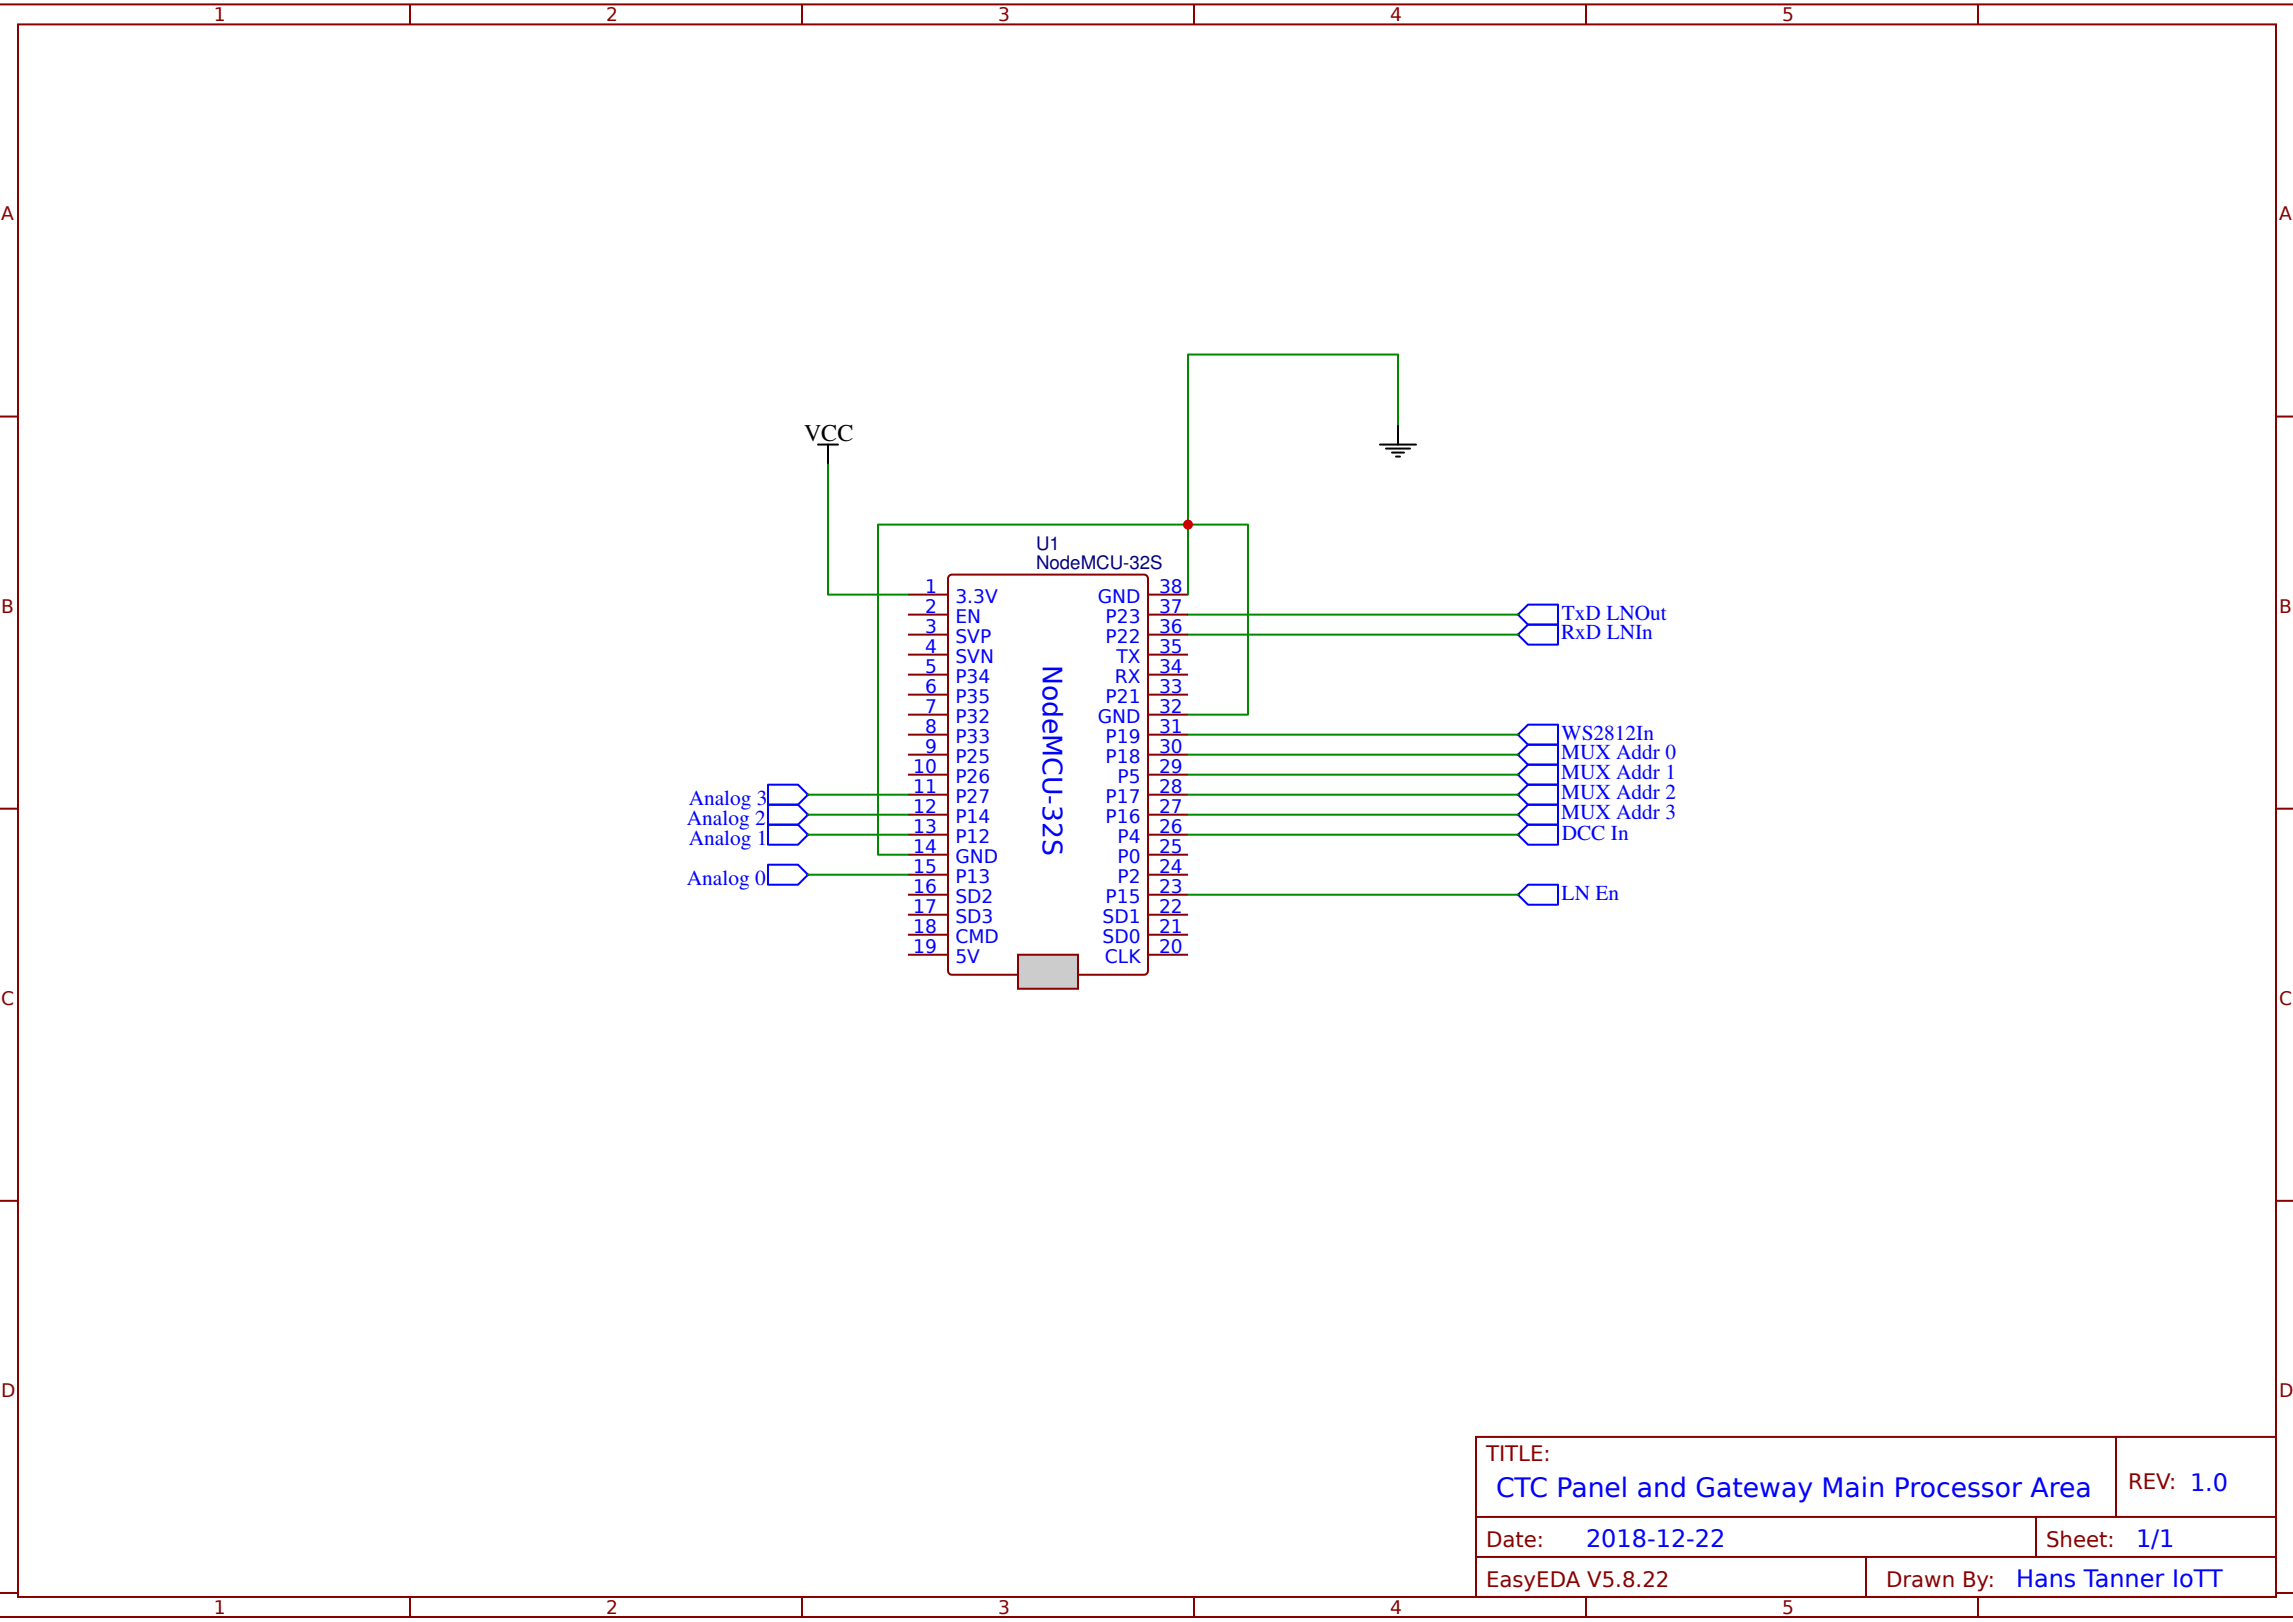 1 2 3 4 5
A A
VCC
U1
NodeMCU-32S
B B
1 3.3V GND 38
2 EN P23 37 TxD LNOut
3 SVP P22 36 RxD LNIn
4 SVN TX 35
5 P34 RX 34
6 P35 P21 33
7 P32 GND 32
8 P33 P19 31 WS2812In
9 P25 P18 30 MUX Addr 0
10 P26 P5 29 MUX Addr 1
Analog 3 11 P27 P17 28 MUX Addr 2
Analog 2 12 P14 P16 27 MUX Addr 3
Analog 1 13 P12 P4 26 DCC In
14 GND P0 25
Analog 0 15 P13 P2 24
16 SD2 P15 23 LN En
17 SD3 SD1 22
18 CMD SD0 21
19 5V CLK 20
NodeMCU-32S
C C
D D
TITLE:
CTC Panel and Gateway Main Processor Area
REV: 1.0
Date: 2018-12-22
Sheet: 1/1
EasyEDA V5.8.22
Drawn By: Hans Tanner IoTT
1 2 3 4 5